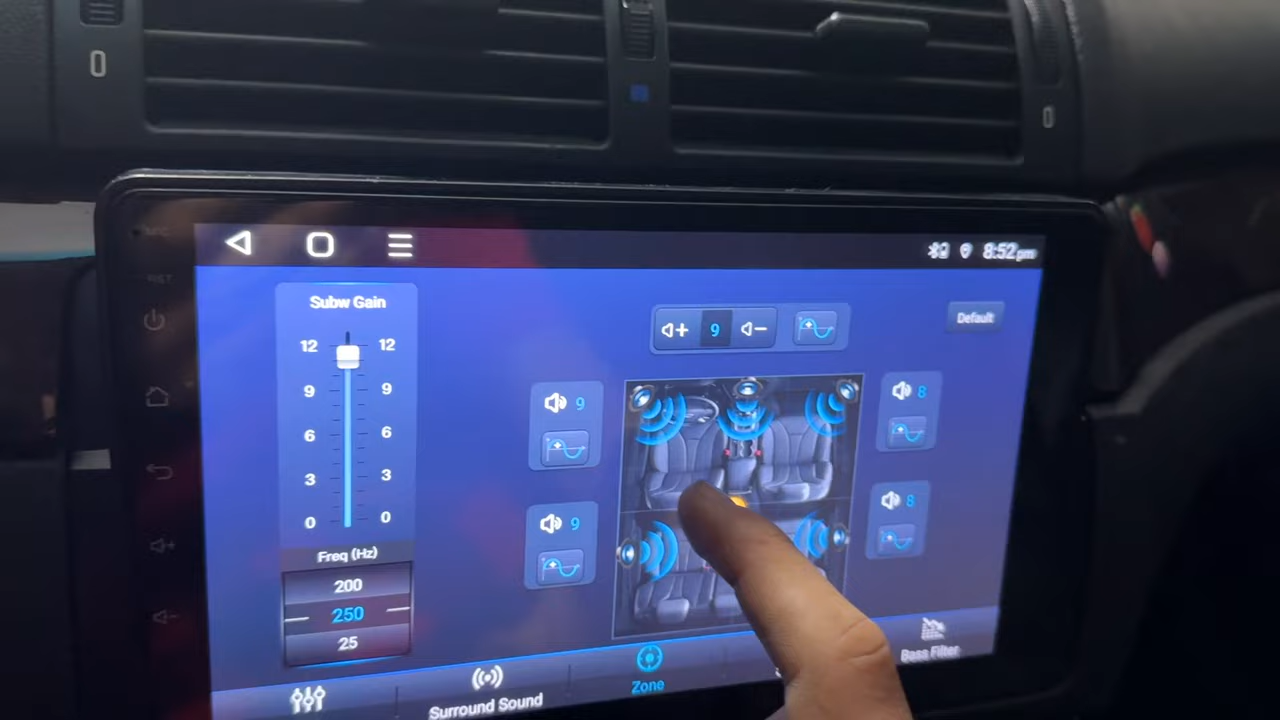 8:52pm
Subw Gain
12 12
9 9
6 6
3 3
0 0
Freq (Hz)
200
250
25
9
Default
9
8
9
8
RST
Surround Sound
Zone
Bass Filter